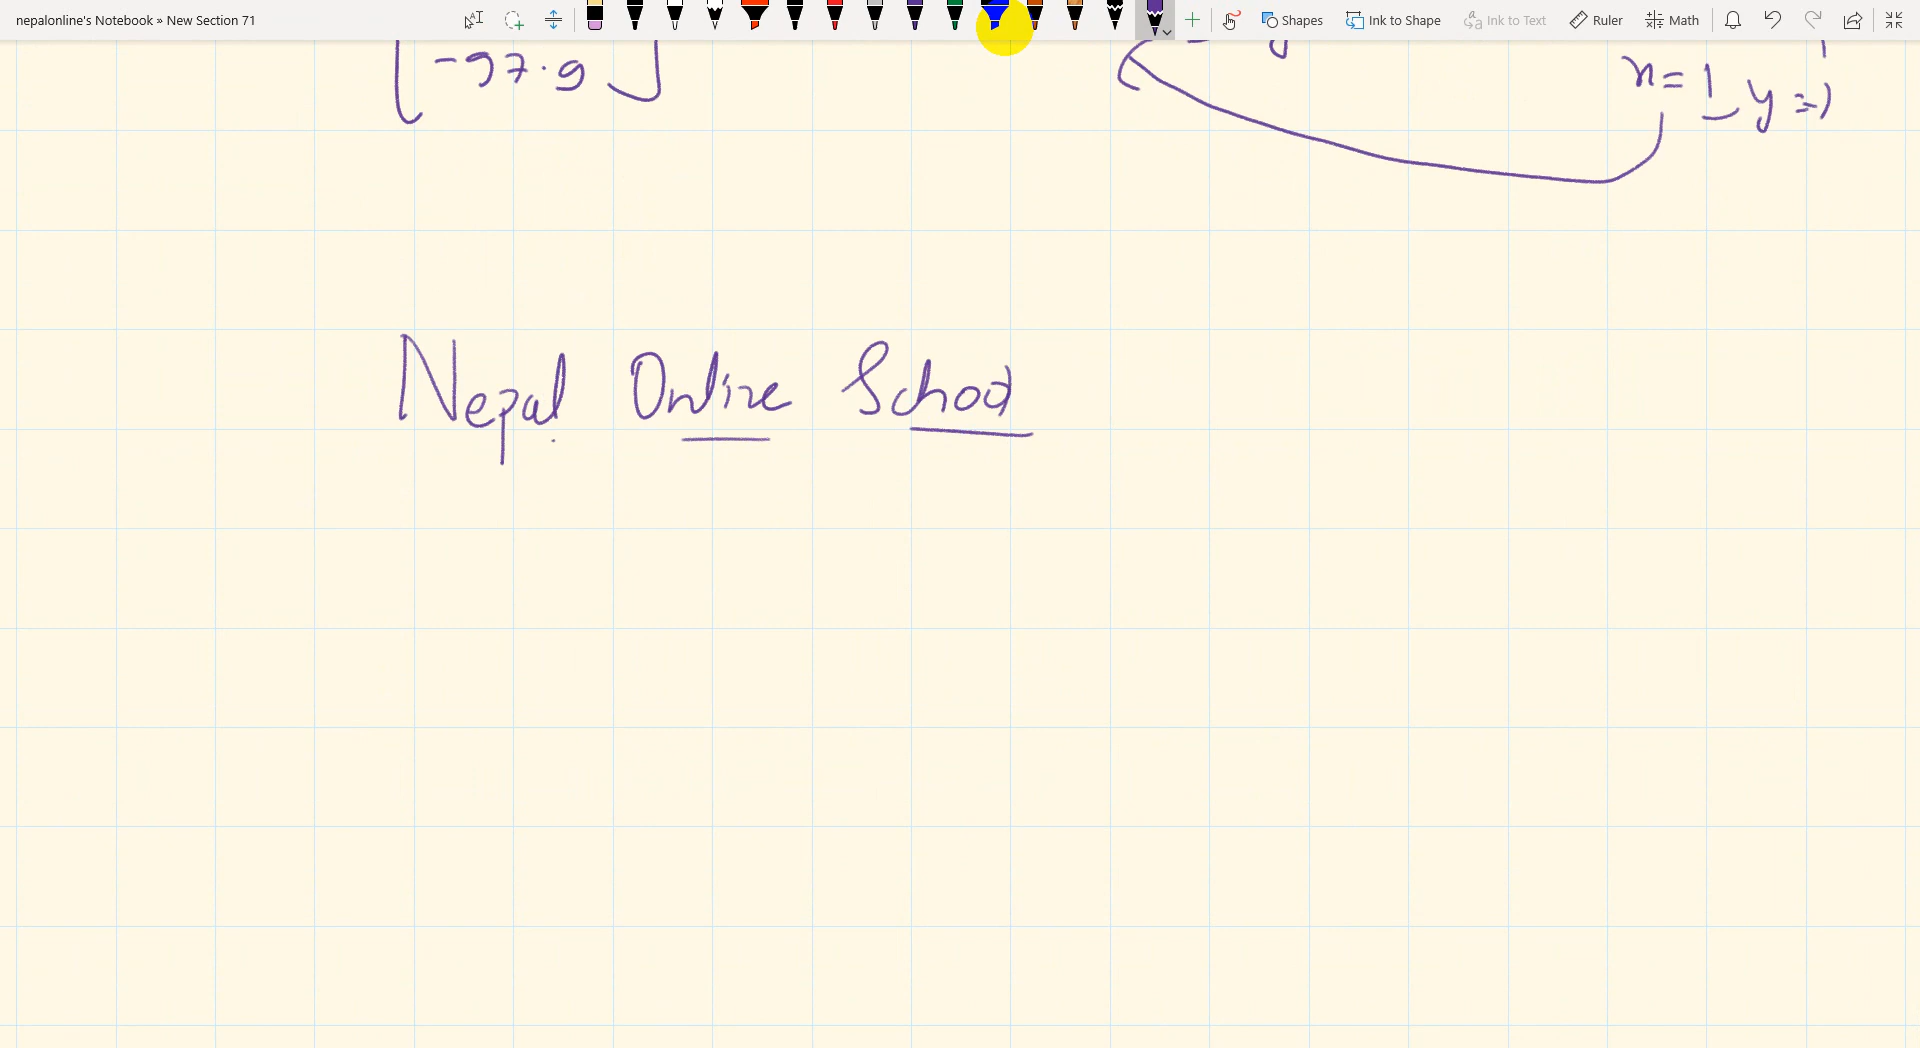 nepalonline's Notebook » New Section 71
Shapes Ink to Shape Ink to Text Ruler Math
-97.9
x = 1, y = 1
Nepal Online School